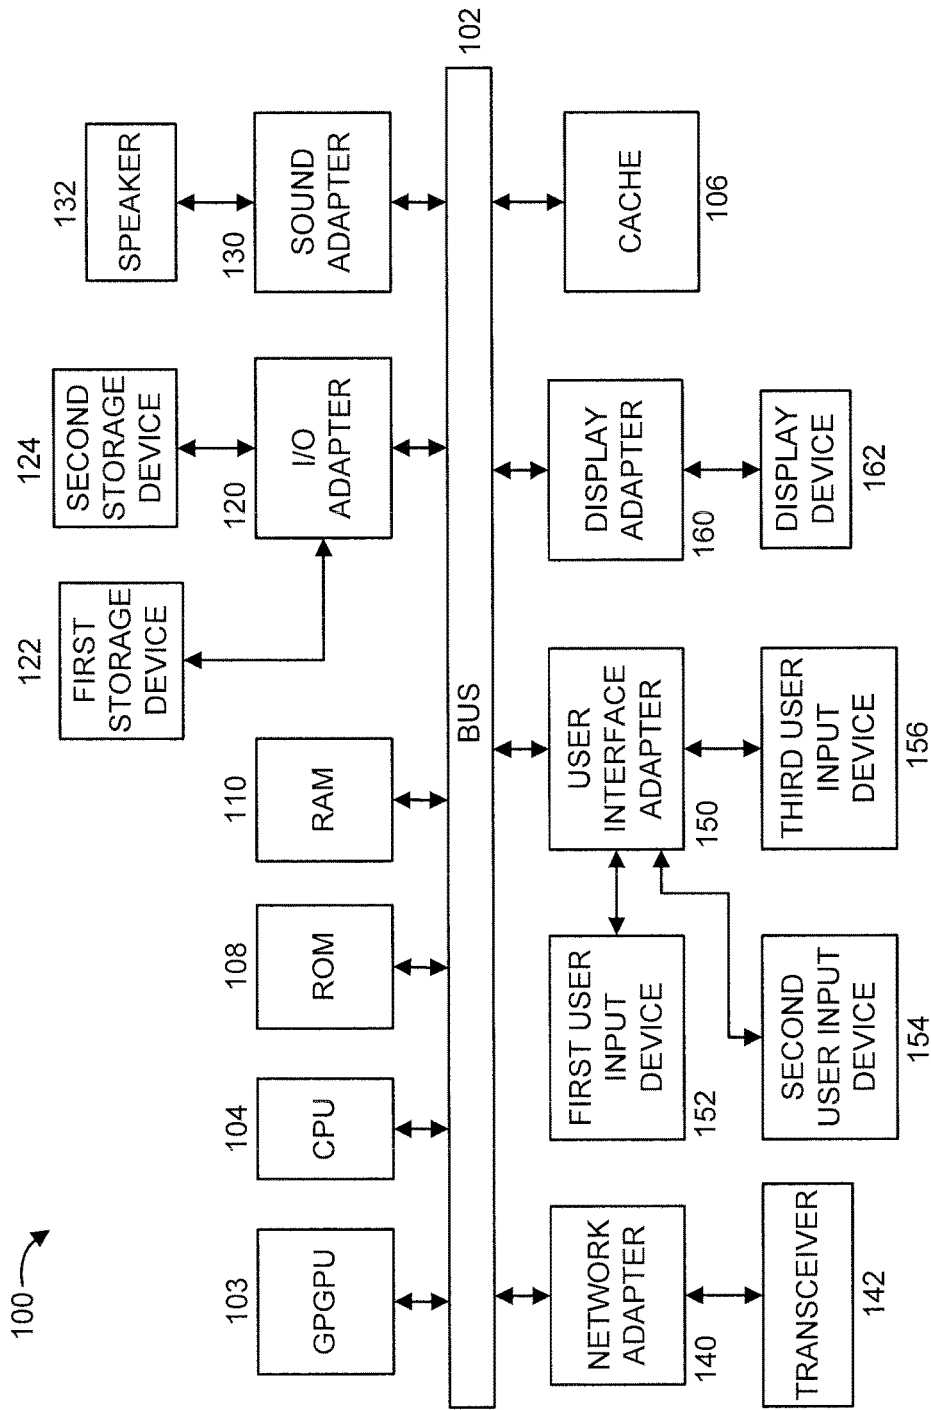 100
103
GPGPU
104
CPU
108
ROM
110
RAM
122
FIRST
STORAGE
DEVICE
124
SECOND
STORAGE
DEVICE
120
I/O
ADAPTER
132
SPEAKER
130
SOUND
ADAPTER
BUS
102
NETWORK
ADAPTER
140
TRANSCEIVER
142
FIRST USER
INPUT
DEVICE
152
SECOND
USER INPUT
DEVICE
154
USER
INTERFACE
ADAPTER
150
THIRD USER
INPUT
DEVICE
156
DISPLAY
ADAPTER
160
DISPLAY
DEVICE
162
CACHE
106